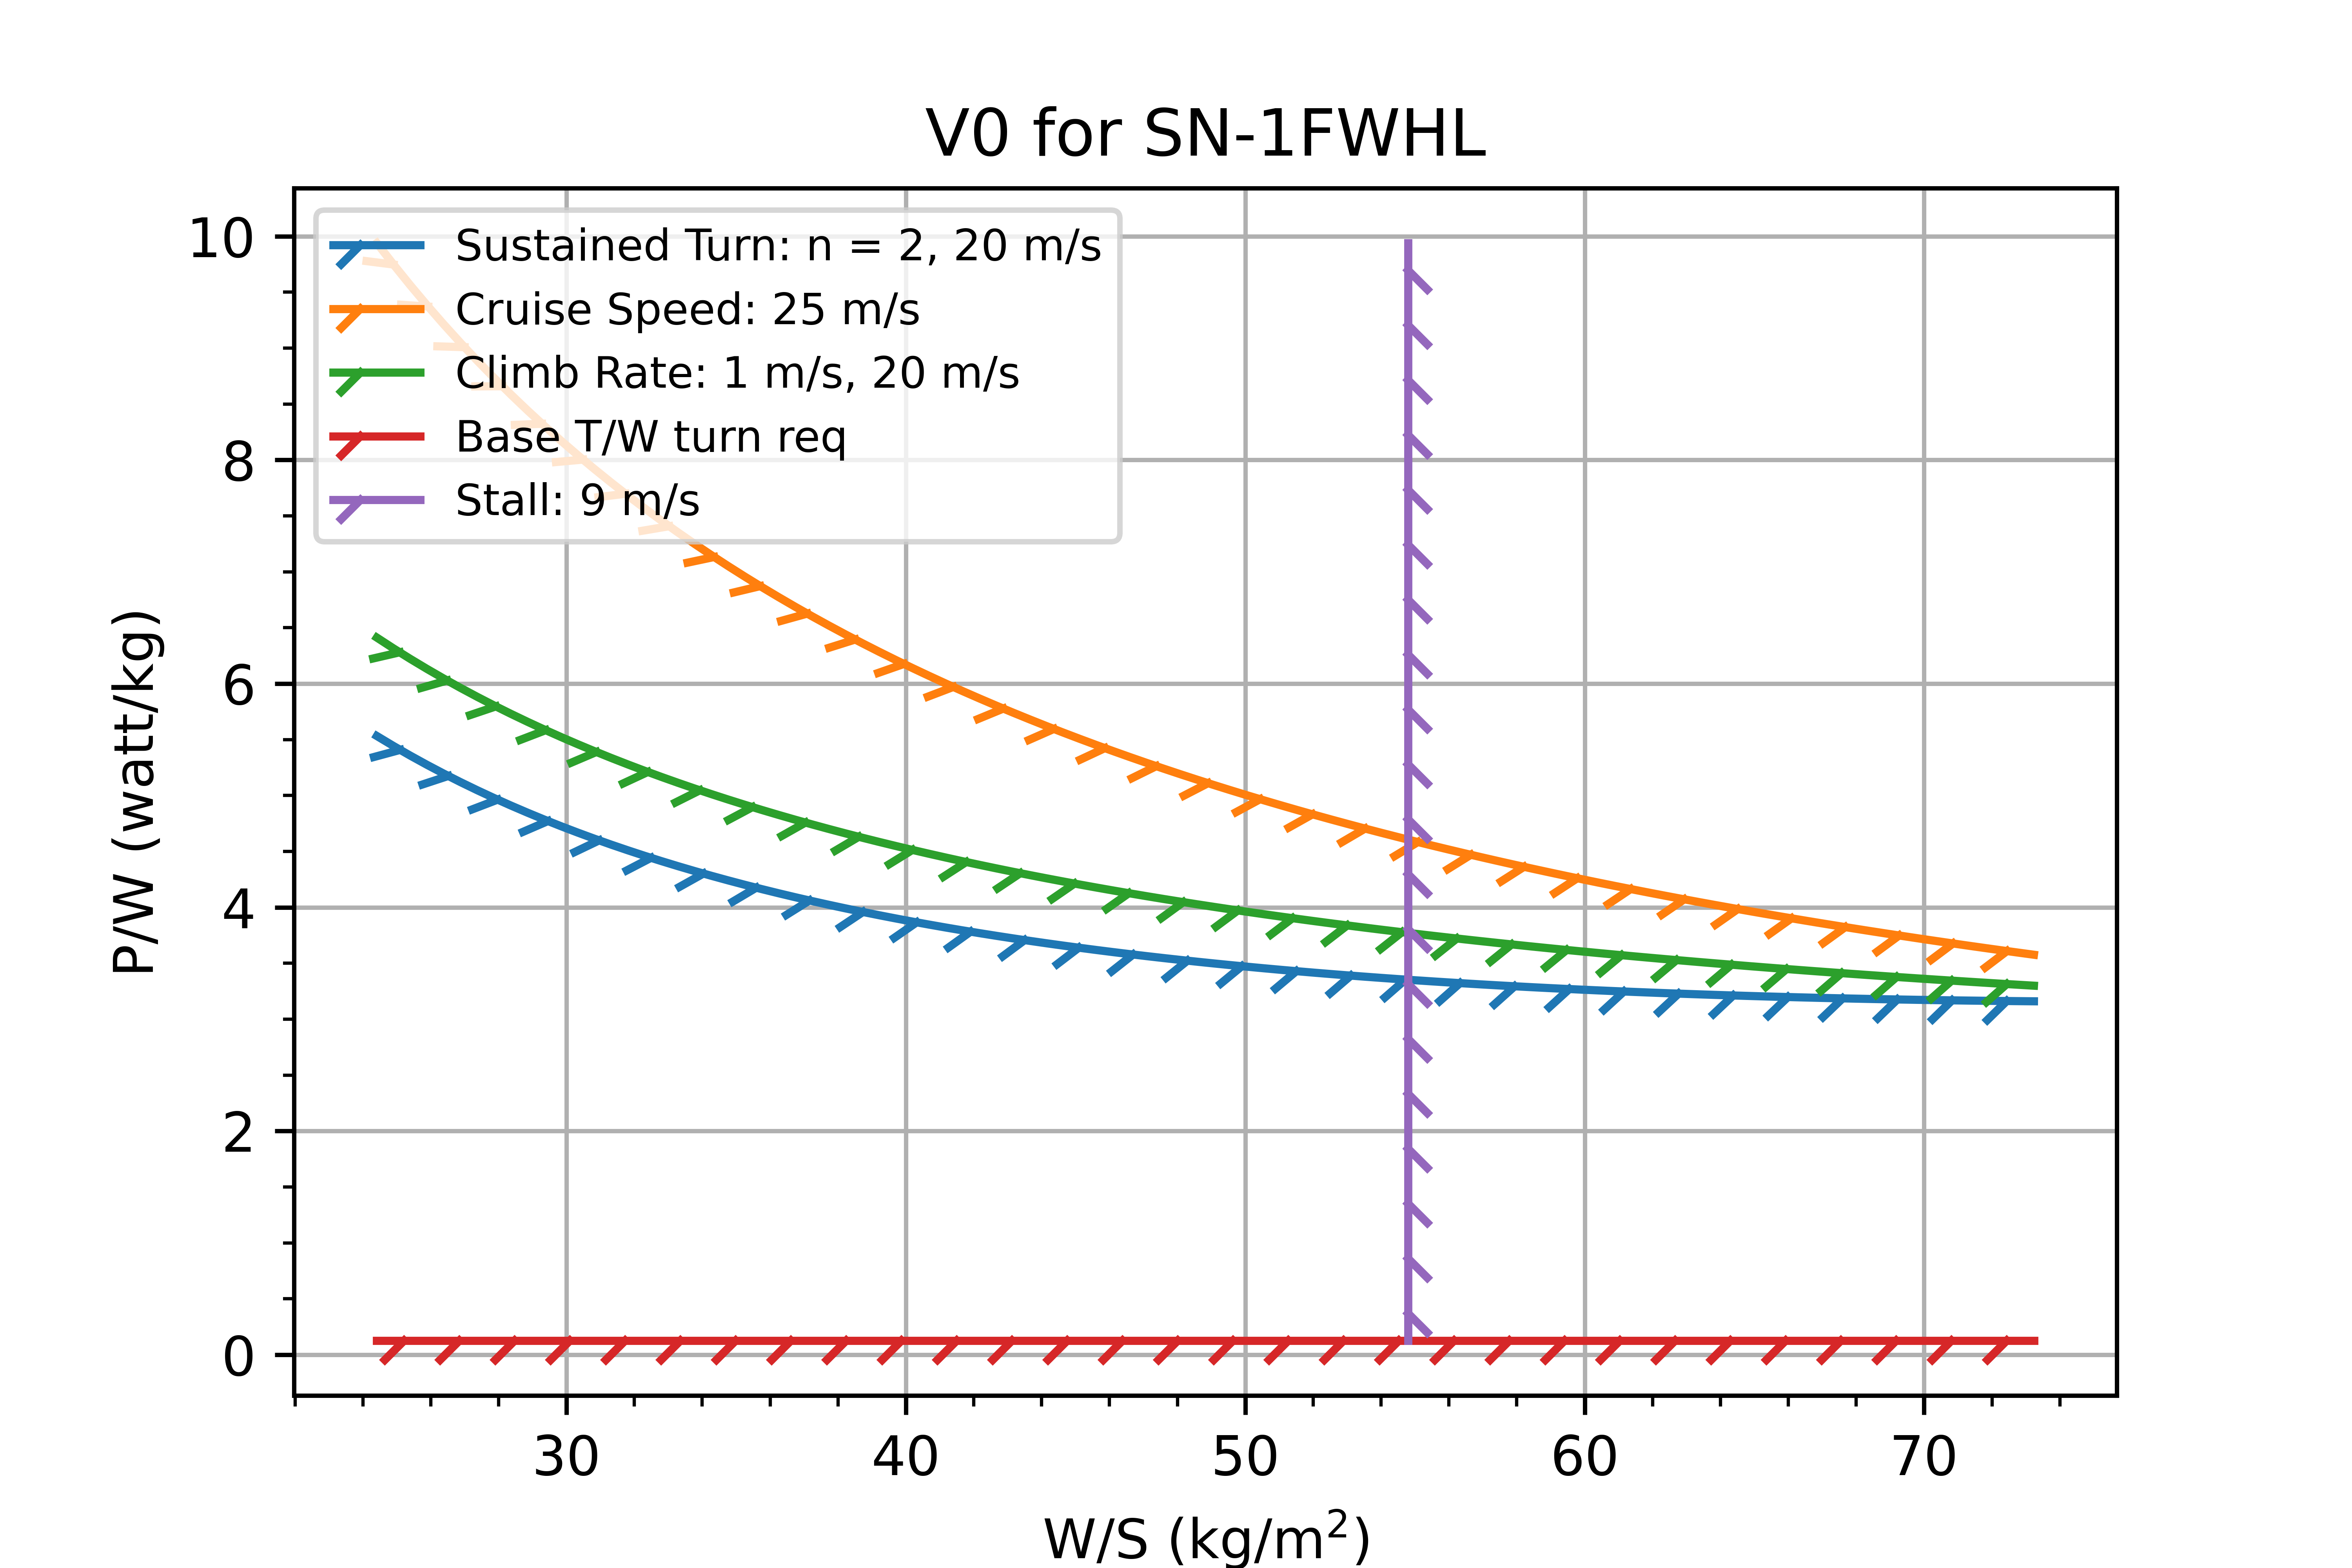 V0 for SN-1FWHL
Sustained Turn: n = 2, 20 m/s
Cruise Speed: 25 m/s
Climb Rate: 1 m/s, 20 m/s
Base T/W turn req
Stall: 9 m/s
10
8
6
4
2
0
P/W (watt/kg)
30 40 50 60 70
W/S (kg/m²)